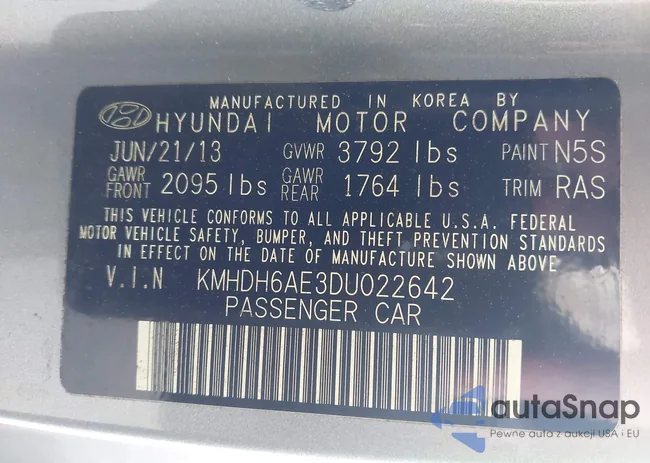 MANUFACTURED IN KOREA BY
HYUNDAI MOTOR COMPANY
JUN/21/13 GVWR 3792 lbs PAINT N5S
GAWR FRONT 2095 lbs GAWR REAR 1764 lbs TRIM RAS
THIS VEHICLE CONFORMS TO ALL APPLICABLE U.S.A. FEDERAL
MOTOR VEHICLE SAFETY, BUMPER, AND THEFT PREVENTION STANDARDS
IN EFFECT ON THE DATE OF MANUFACTURE SHOWN ABOVE.
V.I.N KMHDH6AE3DU022642
PASSENGER CAR
autaSnap
Pewne auta z aukcji USA i EU